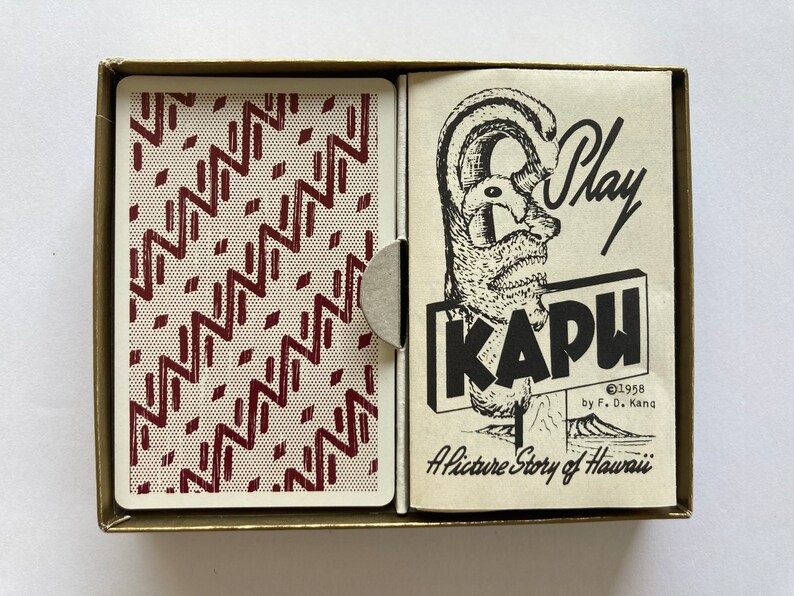 Play
KAPU
©1958
by F. D. Kang
A Picture Story of Hawaii